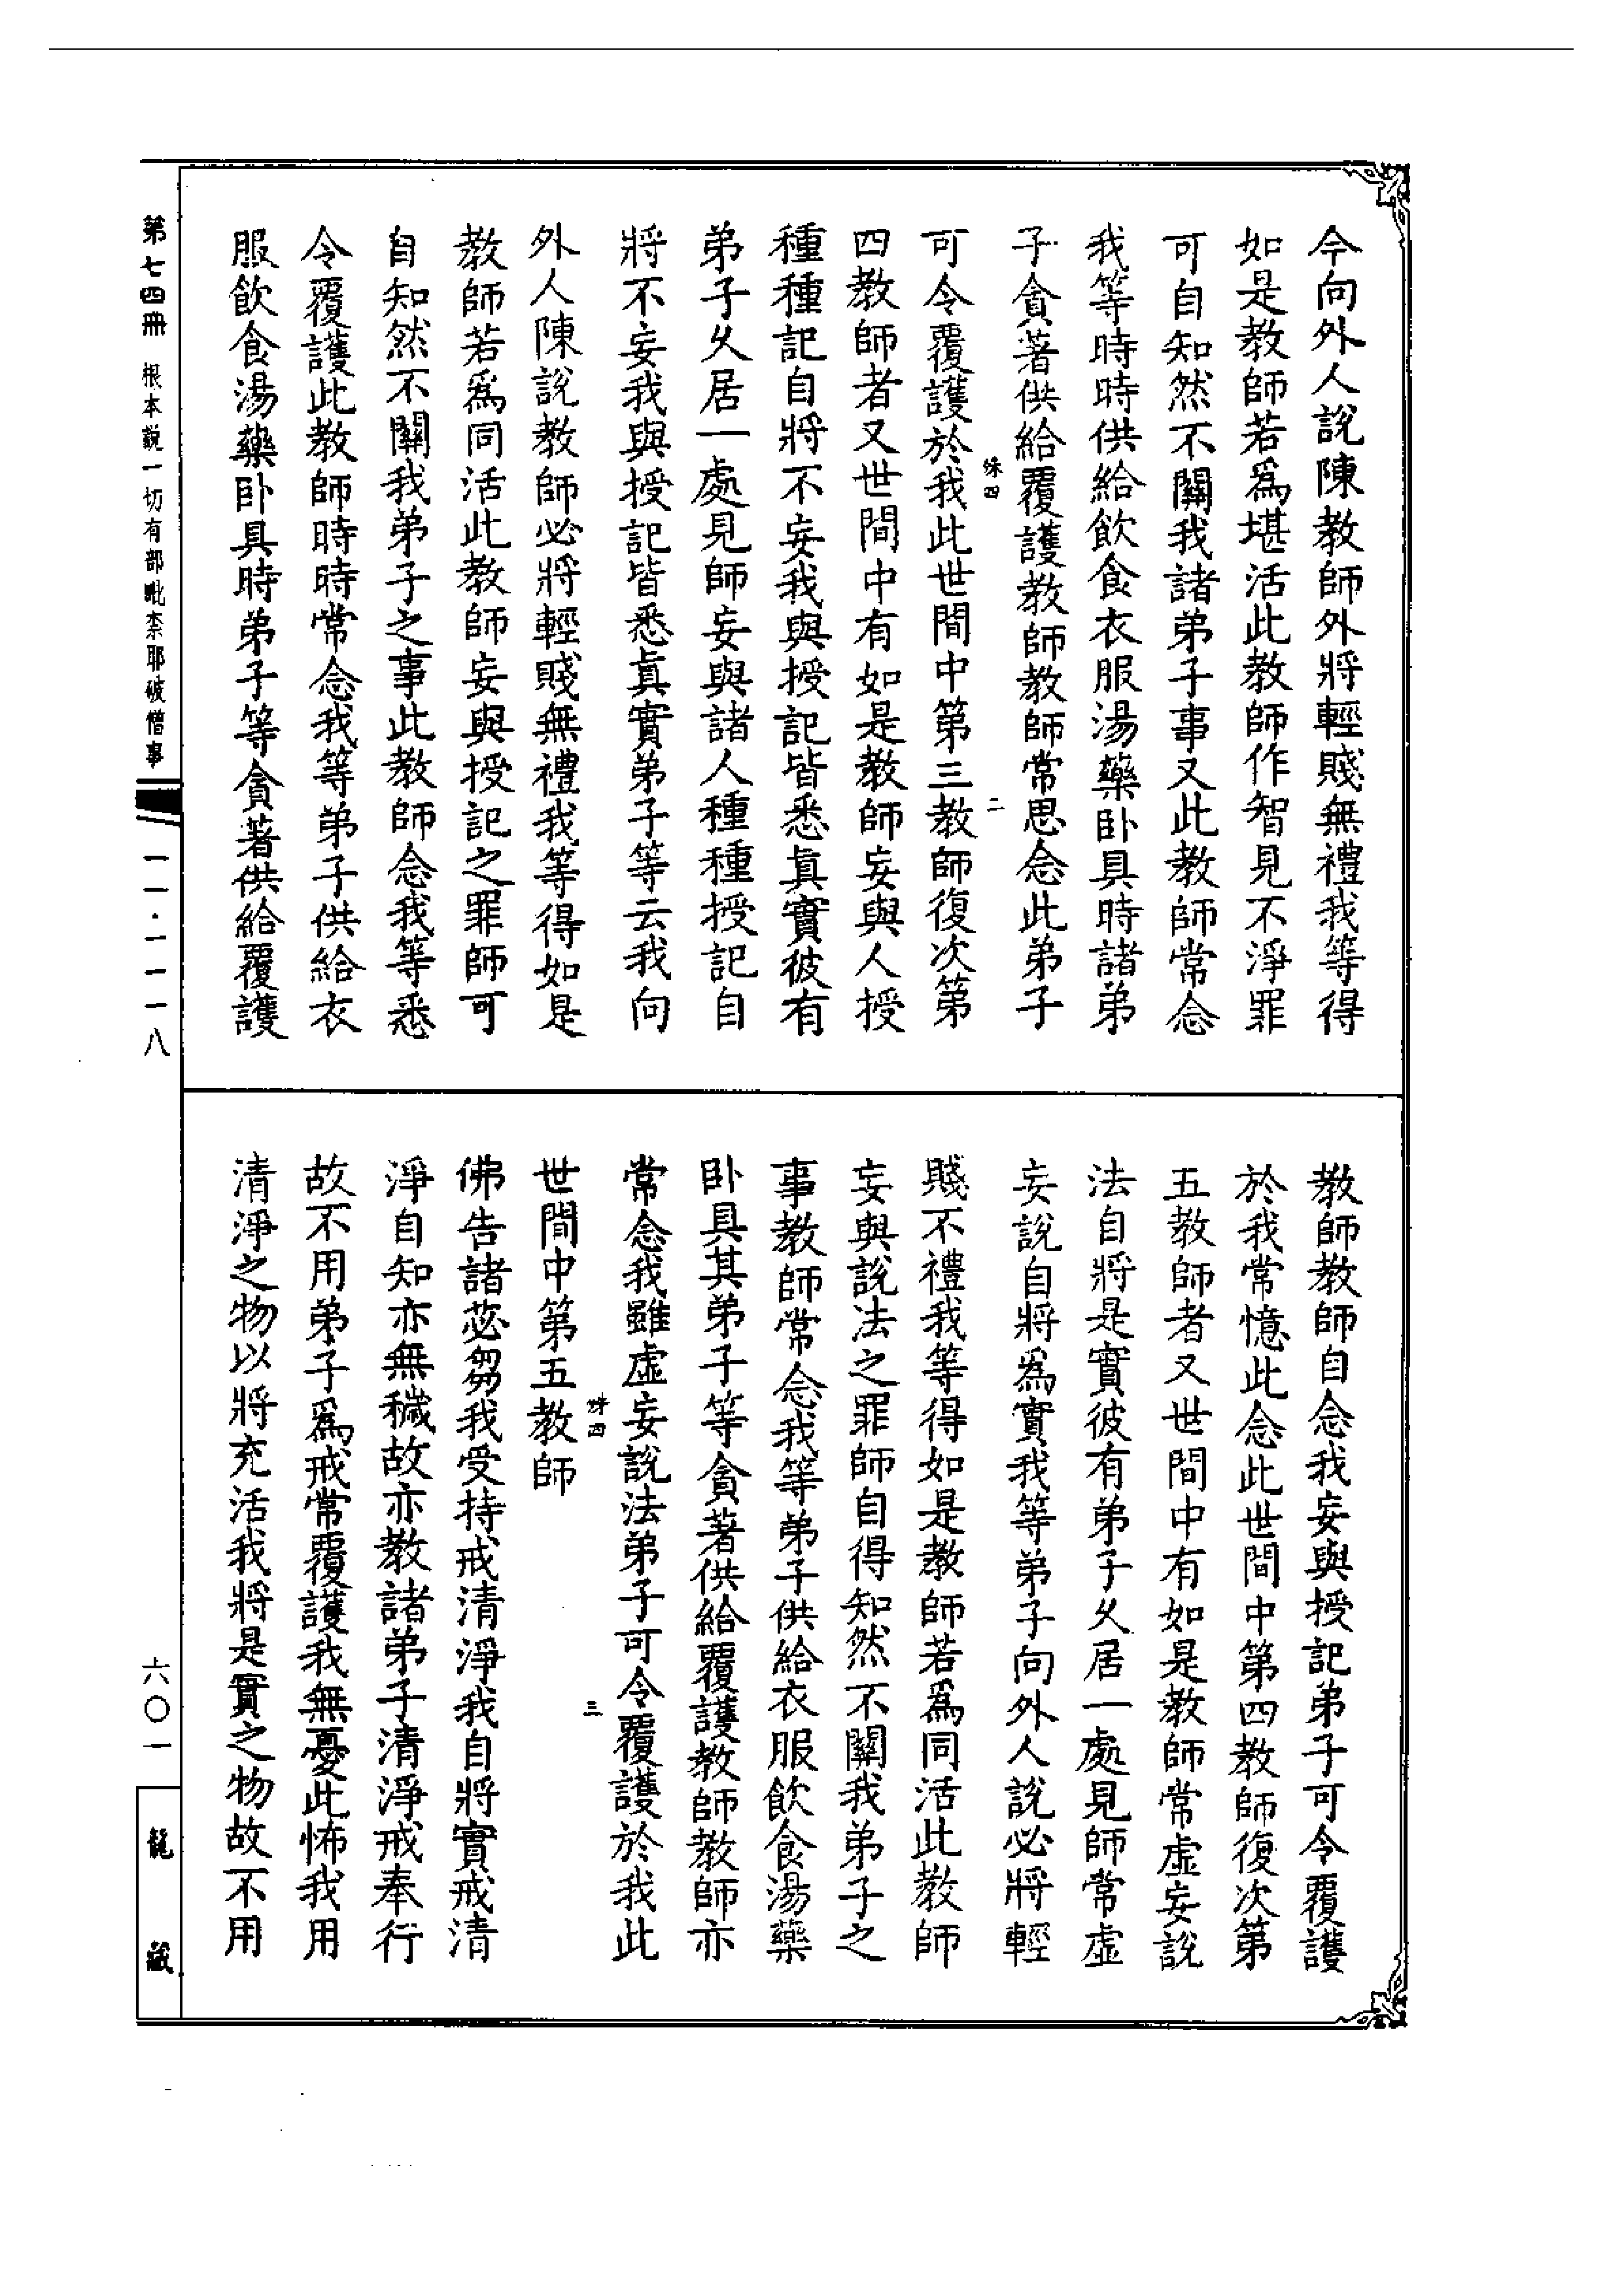 今向外人說陳教師外將輕賤無禮我等得
如是教師若爲堪活此教師作智見不淨罪
可自知然不關我諸弟子事又此教師常念
我等時時供給飲食衣服湯藥卧具時諸弟
子貪著供給覆護教師教師常思念此弟子
可令覆護於我此世間中第三教師復次第
四教師者又世間中有如是教師妄與人授
種種記自將不妄我與授記皆悉真實彼有
弟子久居一處見師妄與諸人種種授記自
將不妄我與授記皆悉真實弟子等云我向
外人陳說教師必將輕賤無禮我等得如是
教師若爲同活此教師妄與授記之罪師可
自知然不關我弟子之事此教師念我等悉
令覆護此教師時時常念我等弟子供給衣
服飲食湯藥卧具時弟子等貪著供給覆護
教師教師自念我妄與授記弟子可令覆護
於我常憶此念此世間中第四教師復次第
五教師者又世間中有如是教師常虛妄說
法自將是實彼有弟子久居一處見師常虛
妄說自將爲實我等弟子向外人說必將輕
賤不禮我等得如是教師若爲同活此教師
妄與說法之罪師自得知然不關我弟子之
事教師常念我等弟子供給衣服飲食湯藥
卧具其弟子等貪著供給覆護教師教師亦
常念我雖虛妄說法弟子可令覆護於我此
世間中第五教師
佛告諸苾芻我受持戒清淨我自將實戒清
淨自知亦無穢故亦教諸弟子清淨戒奉行
故不用弟子爲戒常覆護我無憂此怖我用
清淨之物以將充活我將是實之物故不用
第七四冊 根本說一切有部毗柰耶破僧事
一一·一一一八
六〇一
龍藏
二
三